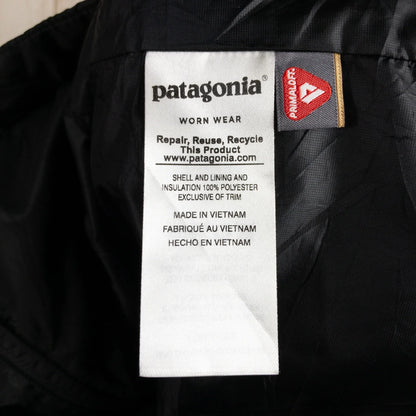 patagonia®
WORN WEAR
Repair, Reuse, Recycle
This Product
www.patagonia.com
SHELL AND LINING AND
INSULATION 100% POLYESTER
EXCLUSIVE OF TRIM
MADE IN VIETNAM
FABRIQUÉ AU VIETNAM
HECHO EN VIETNAM
PRIMALOFT®